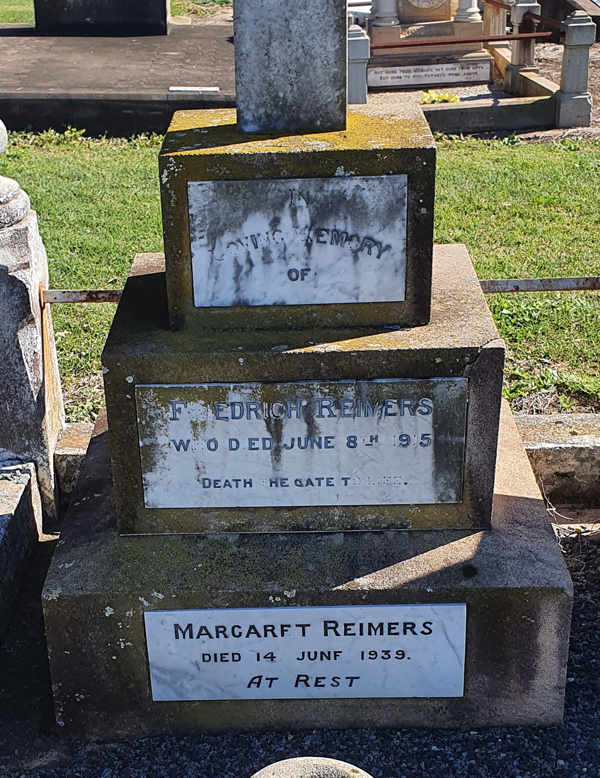 IN
LOVING MEMORY
OF
FRIEDRICH REIMERS
WHO DIED JUNE 8TH 1915
DEATH THE GATE TO LIFE.
MARGARET REIMERS
DIED 14 JUNE 1939.
AT REST